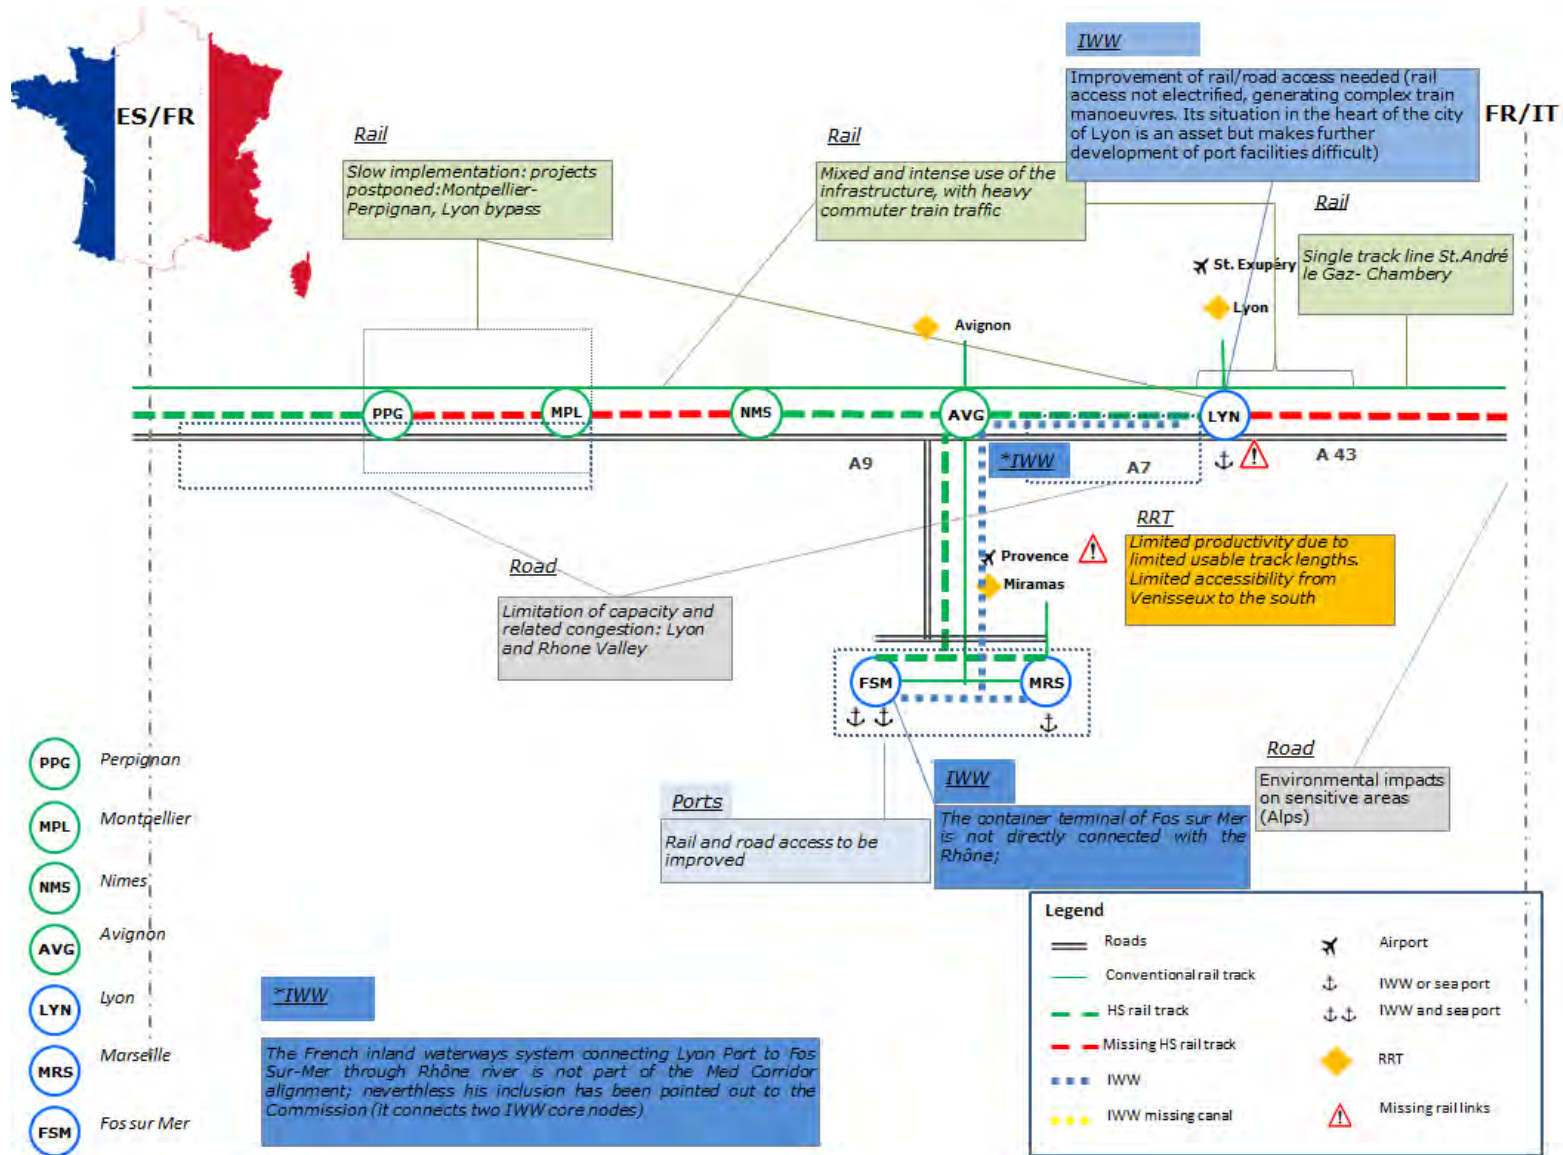 IWW
Improvement of rail/road access needed (rail
access not electrified, generating complex train
manoeuvres. Its situation in the heart of the city
of Lyon is an asset but makes further
development of port facilities difficult)
ES/FR
FR/IT
Rail
Slow implementation: projects
postponed:Montpellier-
Perpignan, Lyon bypass
Rail
Mixed and intense use of the
infrastructure, with heavy
commuter train traffic
Rail
Single track line St.André
le Gaz- Chambery
St. Exupéry
Lyon
Avignon
PPG
MPL
NMS
AVG
LYN
A9
*IWW
A7
A 43
RRT
Limited productivity due to
limited usable track lengths.
Limited accessibility from
Venisseux to the south
Provence
Miramas
Road
Limitation of capacity and
related congestion: Lyon
and Rhone Valley
FSM
MRS
Road
Environmental impacts
on sensitive areas
(Alps)
Ports
Rail and road access to be
improved
IWW
The container terminal of Fos sur Mer
is not directly connected with the
Rhône;
PPG Perpignan
MPL Montpellier
NMS Nimes
AVG Avignon
LYN Lyon
MRS Marseille
FSM Fos sur Mer
*IWW
The French inland waterways system connecting Lyon Port to Fos
Sur-Mer through Rhône river is not part of the Med Corridor
alignment; neverthless his inclusion has been pointed out to the
Commission (it connects two IWW core nodes)
Legend
Roads
Conventional rail track
HS rail track
Missing HS rail track
IWW
IWW missing canal
Airport
IWW or sea port
IWW and sea port
RRT
Missing rail links